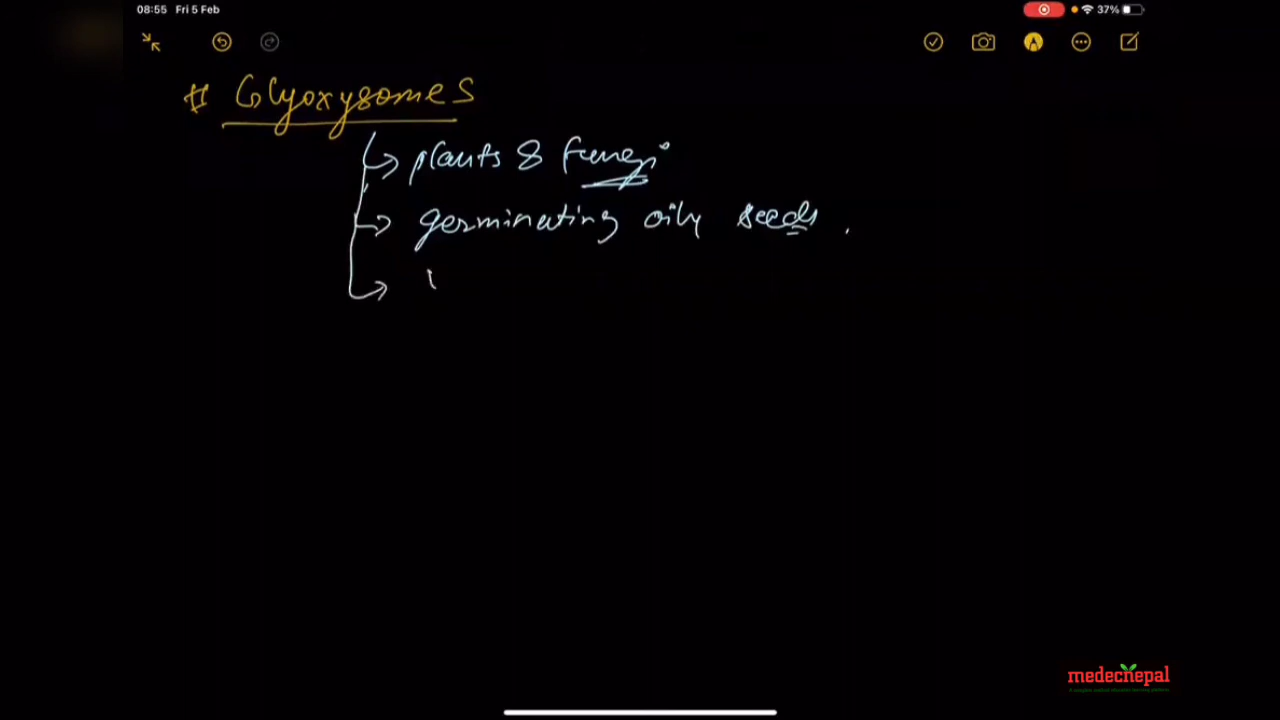 08:55 Fri 5 Feb
37%
# Glyoxysomes
plants & fungi
germinating oily seeds.
medecnepal